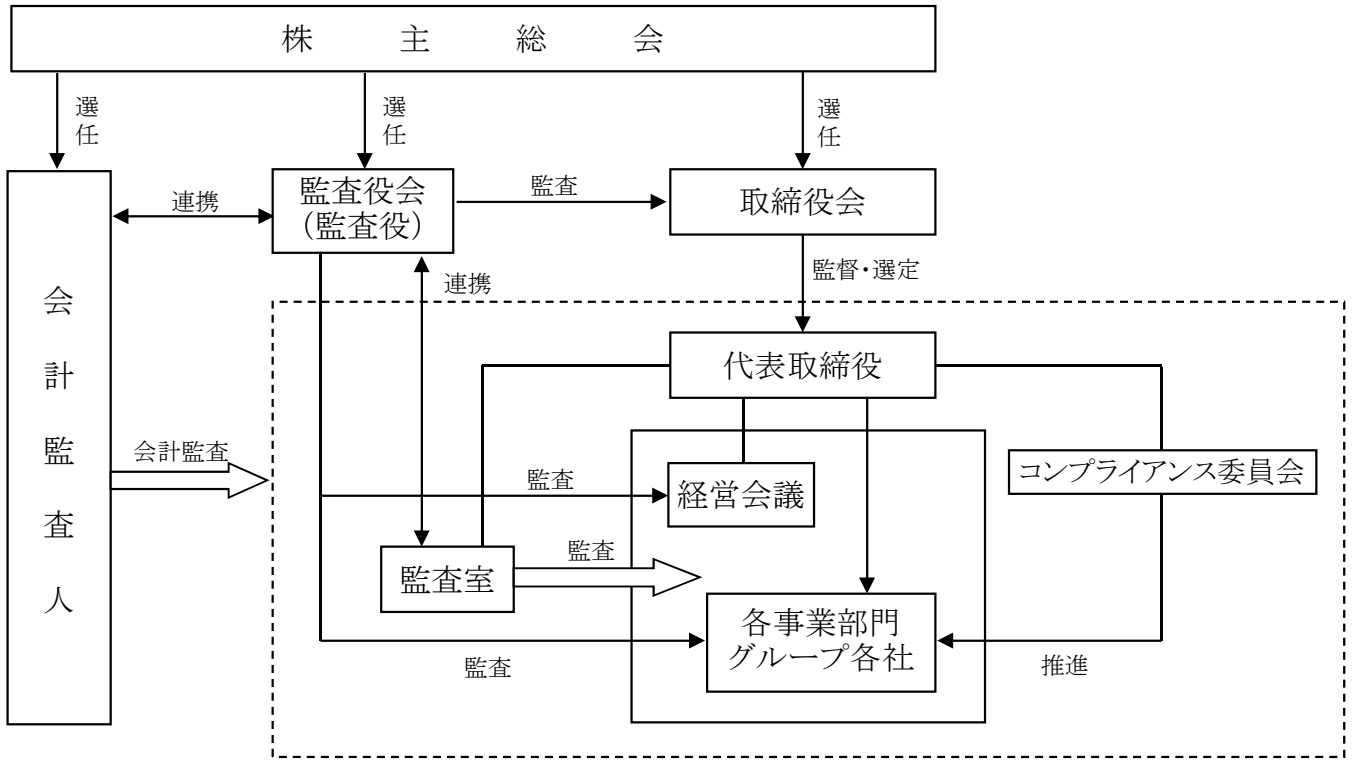 株主総会
選任
選任
選任
監査役会
（監査役）
連携
監査
取締役会
監督・選定
連携
会計監査人
代表取締役
会計監査
監査
経営会議
コンプライアンス委員会
監査
監査室
各事業部門
グループ各社
監査
推進